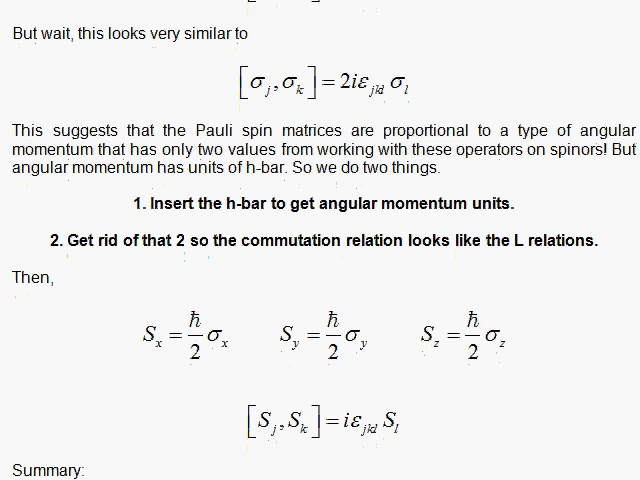 But wait, this looks very similar to
[σj, σk] = 2iεjkl σl
This suggests that the Pauli spin matrices are proportional to a type of angular
momentum that has only two values from working with these operators on spinors! But
angular momentum has units of h-bar. So we do two things.
1. Insert the h-bar to get angular momentum units.
2. Get rid of that 2 so the commutation relation looks like the L relations.
Then,
Sx = ħ/2 σx Sy = ħ/2 σy Sz = ħ/2 σz
[Sj, Sk] = iεjkl Sl
Summary: